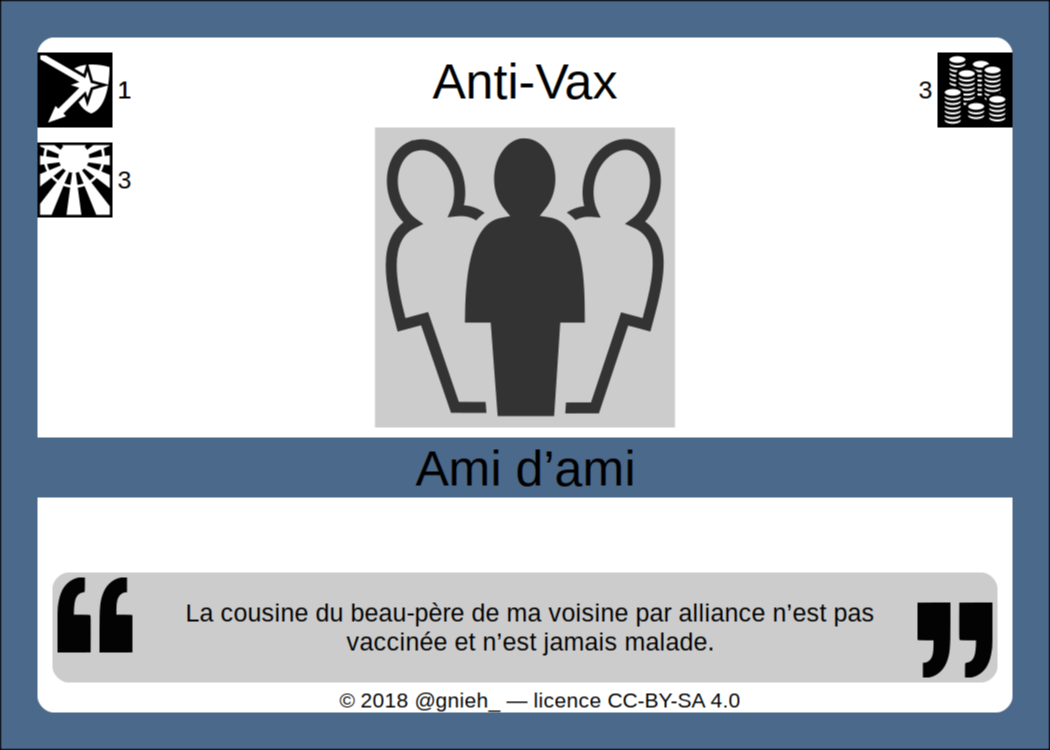 Anti-Vax
1
3
3
Ami d’ami
La cousine du beau-père de ma voisine par alliance n’est pas
vaccinée et n’est jamais malade.
© 2018 @gnieh_ — licence CC-BY-SA 4.0